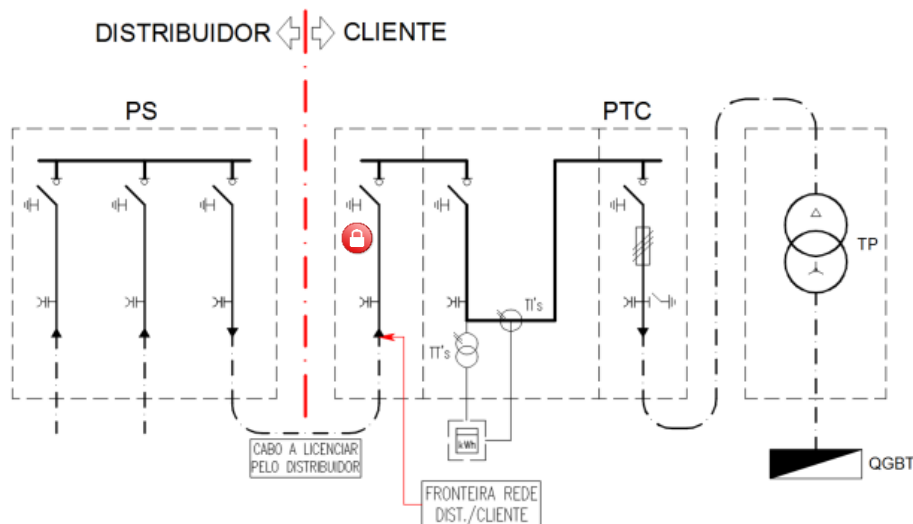 DISTRIBUIDOR CLIENTE
PS
PTC
TP
TI's
TT's
kWh
CABO A LICENCIAR
PELO DISTRIBUIDOR
QGBT
FRONTEIRA REDE
DIST./CLIENTE